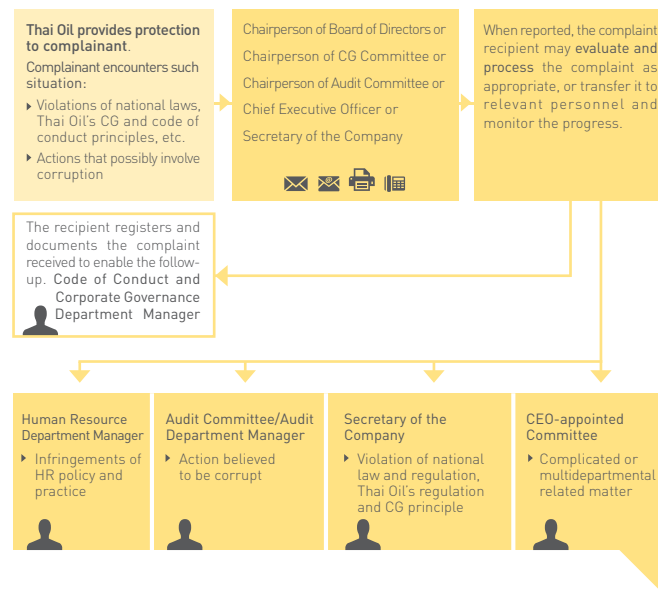 Thai Oil provides protection
to complainant.
Complainant encounters such
situation:
Violations of national laws,
Thai Oil's CG and code of
conduct principles, etc.
Actions that possibly involve
corruption
Chairperson of Board of Directors or
Chairperson of CG Committee or
Chairperson of Audit Committee or
Chief Executive Officer or
Secretary of the Company
When reported, the complaint
recipient may evaluate and
process the complaint as
appropriate, or transfer it to
relevant personnel and
monitor the progress.
The recipient registers and
documents the complaint
received to enable the follow-
up. Code of Conduct and
Corporate Governance
Department Manager
Human Resource
Department Manager
Infringements of
HR policy and
practice
Audit Committee/Audit
Department Manager
Action believed
to be corrupt
Secretary of the
Company
Violation of national
law and regulation,
Thai Oil's regulation
and CG principle
CEO-appointed
Committee
Complicated or
multidepartmental
related matter